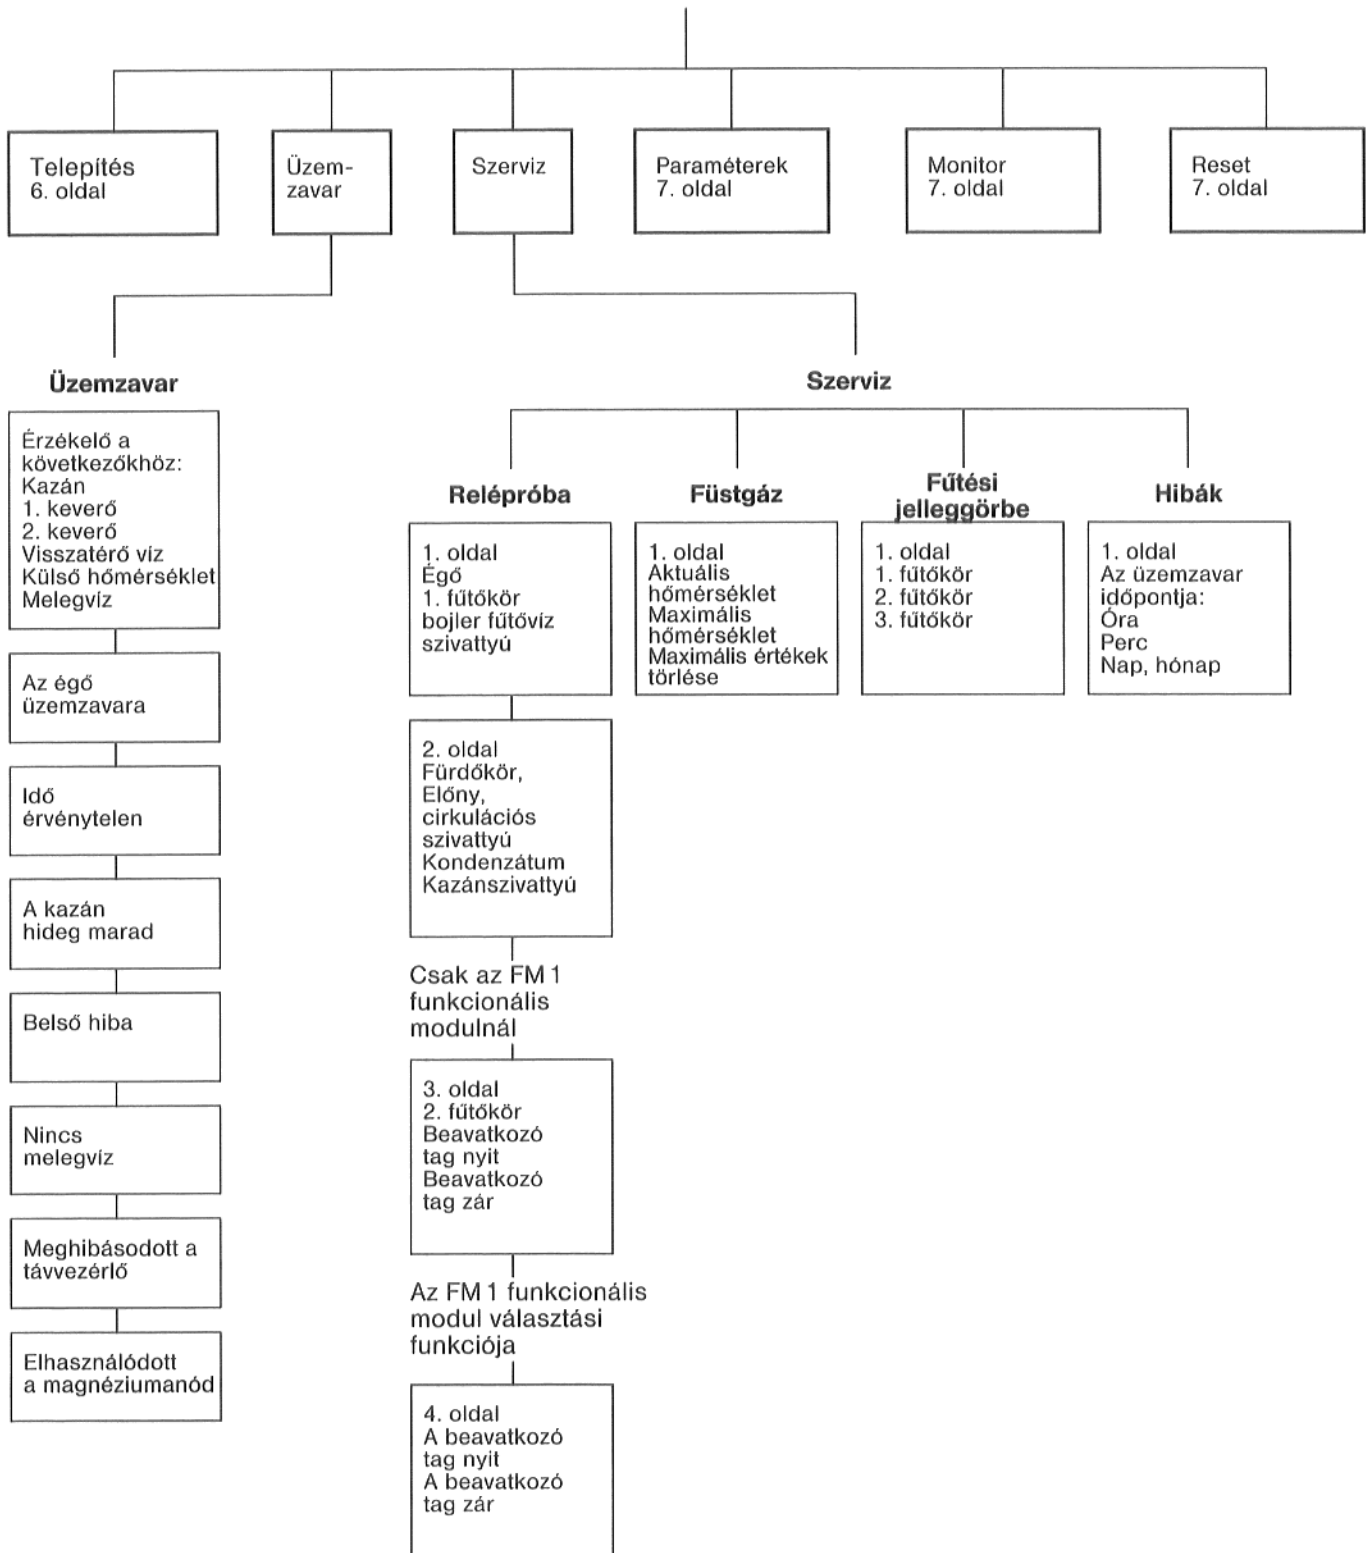 Telepítés
6. oldal
Üzem-
zavar
Szerviz
Paraméterek
7. oldal
Monitor
7. oldal
Reset
7. oldal
Üzemzavar
Érzékelő a
következőkhöz:
Kazán
1. keverő
2. keverő
Visszatérő víz
Külső hőmérséklet
Melegvíz
Az égő
üzemzavara
Idő
érvénytelen
A kazán
hideg marad
Belső hiba
Nincs
melegvíz
Meghibásodott a
távvezérlő
Elhasználódott
a magnéziumanód
Szerviz
Relépróba
1. oldal
Égő
1. fűtőkör
bojler fűtővíz
szivattyú
2. oldal
Fürdőkör,
Előny,
cirkulációs
szivattyú
Kondenzátum
Kazánszivattyú
Csak az FM 1
funkcionális
modulnál
3. oldal
2. fűtőkör
Beavatkozó
tag nyit
Beavatkozó
tag zár
Az FM 1 funkcionális
modul választási
funkciója
4. oldal
A beavatkozó
tag nyit
A beavatkozó
tag zár
Füstgáz
1. oldal
Aktuális
hőmérséklet
Maximális
hőmérséklet
Maximális értékek
törlése
Fűtési
jelleggörbe
1. oldal
1. fűtőkör
2. fűtőkör
3. fűtőkör
Hibák
1. oldal
Az üzemzavar
időpontja:
Óra
Perc
Nap, hónap